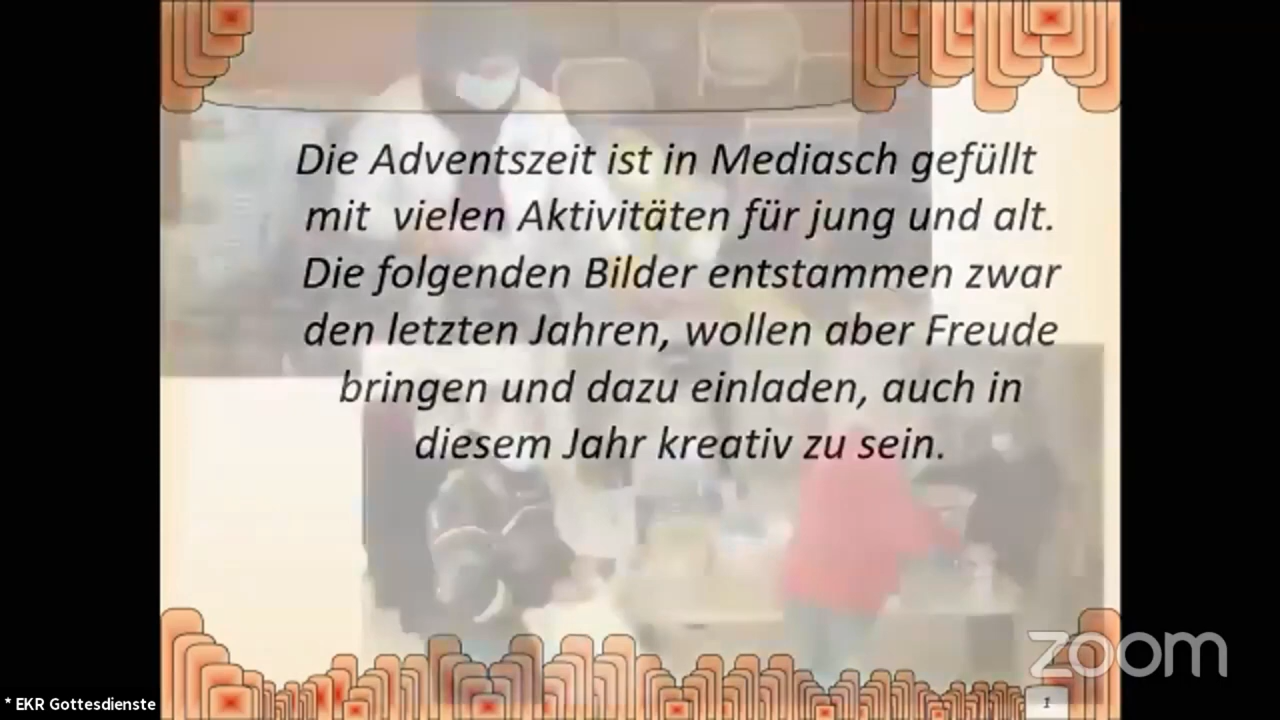 Die Adventszeit ist in Mediasch gefüllt
mit vielen Aktivitäten für jung und alt.
Die folgenden Bilder entstammen zwar
den letzten Jahren, wollen aber Freude
bringen und dazu einladen, auch in
diesem Jahr kreativ zu sein.
zoom
* EKR Gottesdienste
1